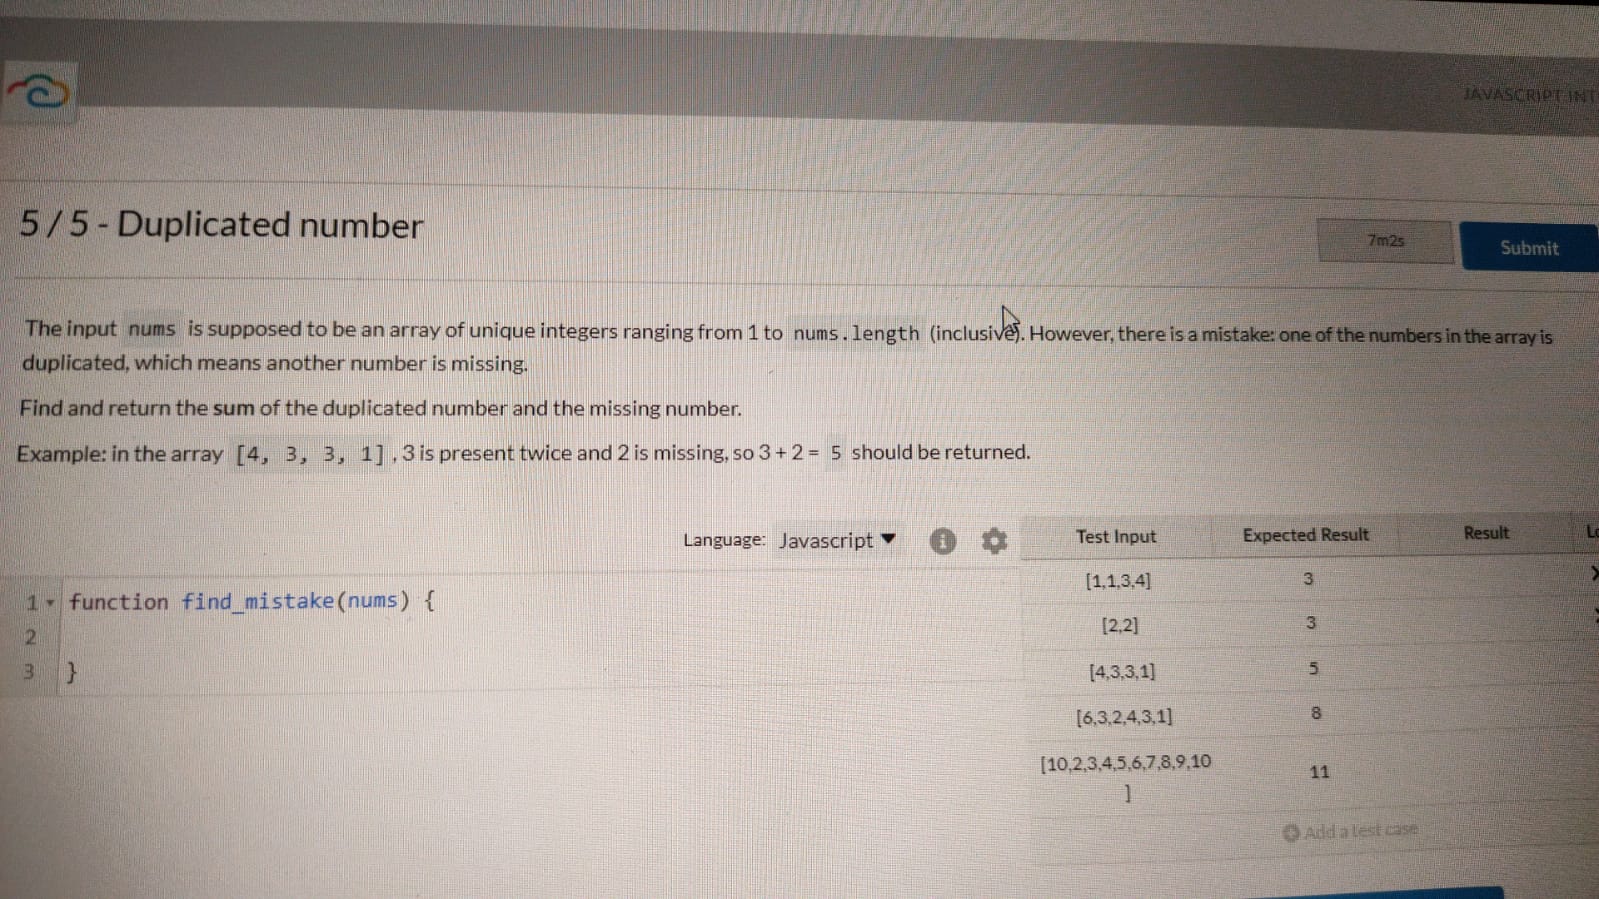 JAVASCRIPT INT
5 / 5 - Duplicated number
7m2s
Submit
The input nums is supposed to be an array of unique integers ranging from 1 to nums.length (inclusive). However, there is a mistake: one of the numbers in the array is
duplicated, which means another number is missing.
Find and return the sum of the duplicated number and the missing number.
Example: in the array [4, 3, 3, 1] , 3 is present twice and 2 is missing, so 3 + 2 = 5 should be returned.
Language: Javascript
Test Input Expected Result Result
1 function find_mistake(nums) {
2
3 }
[1,1,3,4] 3
[2,2] 3
[4,3,3,1] 5
[6,3,2,4,3,1] 8
[10,2,3,4,5,6,7,8,9,10
] 11
Add a test case